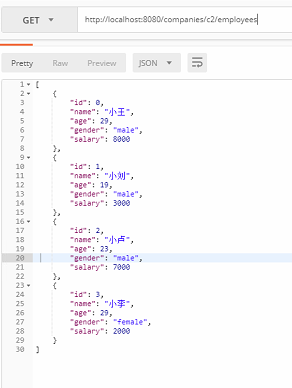 GET http://localhost:8080/companies/c2/employees
Pretty Raw Preview JSON
1 [
2 {
3 "id": 0,
4 "name": "小王",
5 "age": 29,
6 "gender": "male",
7 "salary": 8000
8 },
9 {
10 "id": 1,
11 "name": "小刘",
12 "age": 19,
13 "gender": "male",
14 "salary": 3000
15 },
16 {
17 "id": 2,
18 "name": "小卢",
19 "age": 23,
20 "gender": "male",
21 "salary": 7000
22 },
23 {
24 "id": 3,
25 "name": "小李",
26 "age": 29,
27 "gender": "female",
28 "salary": 2000
29 }
30 ]